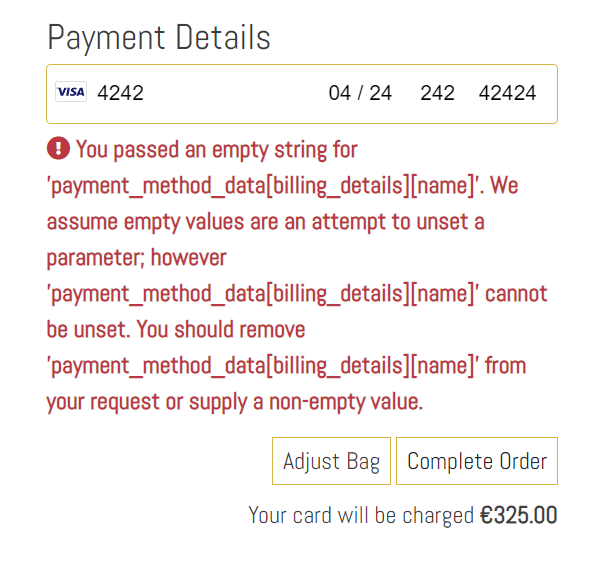 Payment Details
VISA 4242 04 / 24 242 42424
! You passed an empty string for
'payment_method_data[billing_details][name]'. We
assume empty values are an attempt to unset a
parameter; however
'payment_method_data[billing_details][name]' cannot
be unset. You should remove
'payment_method_data[billing_details][name]' from
your request or supply a non-empty value.
Adjust Bag Complete Order
Your card will be charged €325.00